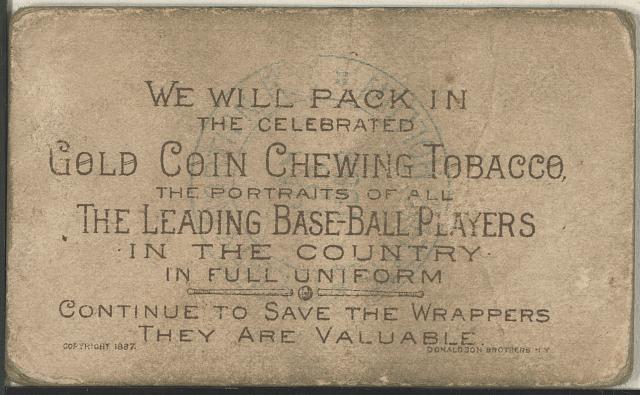 WE WILL PACK IN
THE CELEBRATED
GOLD COIN CHEWING TOBACCO,
THE PORTRAITS OF ALL
THE LEADING BASE-BALL PLAYERS
IN THE COUNTRY
IN FULL UNIFORM
CONTINUE TO SAVE THE WRAPPERS
THEY ARE VALUABLE.
COPYRIGHT 1887.
DONALDSON BROTHERS N.Y.